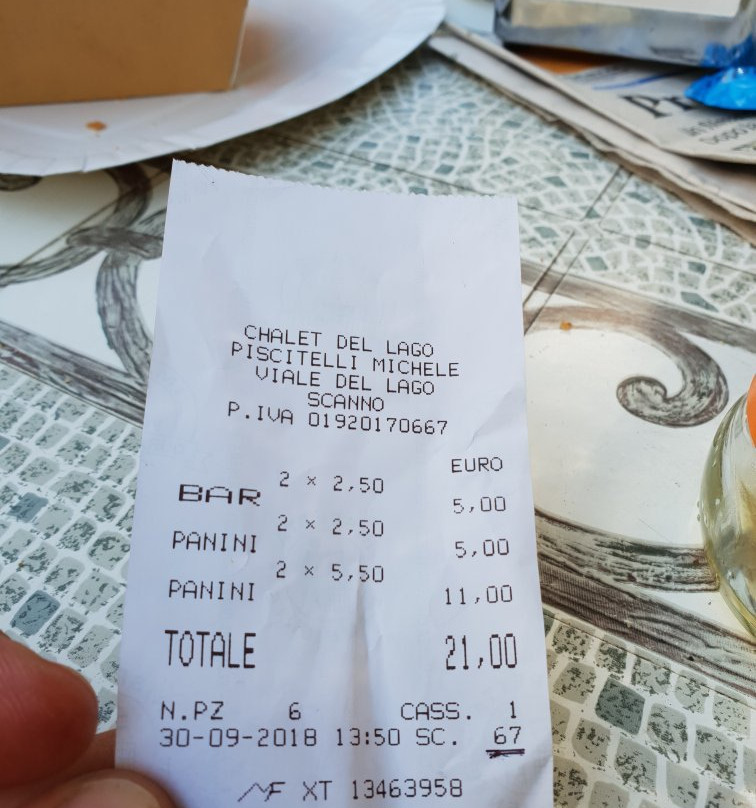 CHALET DEL LAGO
PISCITELLI MICHELE
VIALE DEL LAGO
SCANNO
P.IVA 01920170667
EURO
2 x 2,50
BAR 5,00
2 x 2,50
PANINI 5,00
2 x 5,50
PANINI 11,00
TOTALE 21,00
N.PZ 6 CASS. 1
30-09-2018 13:50 SC. 67
MF XT 13463958